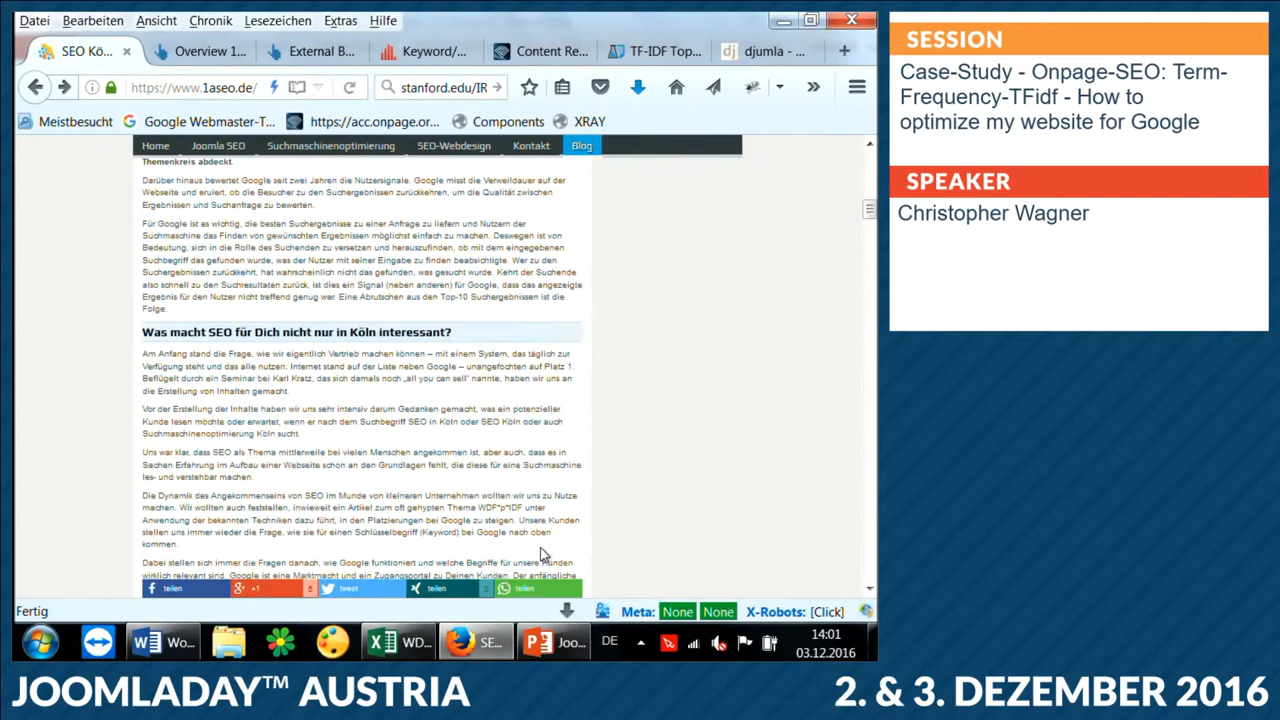 Datei Bearbeiten Ansicht Chronik Lesezeichen Extras Hilfe
SEO Kö... Overview 1... External B... Keyword/... Content Re... TF-IDF Top... djumla - ...
https://www.1aseo.de/ stanford.edu/IR
Meistbesucht Google Webmaster-T... https://acc.onpage.or... Components XRAY
Home Joomla SEO Suchmaschinenoptimierung SEO-Webdesign Kontakt Blog
Themenkreis abdeckt.
Darüber hinaus bewertet Google seit zwei Jahren die Nutzersignale. Google misst die Verweildauer auf der
Webseite und eruiert, ob die Besucher zu den Suchergebnissen zurückkehren, um die Qualität zwischen
Ergebnissen und Suchanfrage zu bewerten.
Für Google ist es wichtig, die besten Suchergebnisse zu einer Anfrage zu liefern und Nutzern der
Suchmaschine das Finden von gewünschten Ergebnissen möglichst einfach zu machen. Deswegen ist von
Bedeutung, sich in die Rolle des Suchenden zu versetzen und herauszufinden, ob mit dem eingegebenen
Suchbegriff das gefunden wurde, was der Nutzer mit seiner Eingabe zu finden beabsichtigte. Wer zu den
Suchergebnissen zurückkehrt, hat wahrscheinlich nicht das gefunden, was gesucht wurde. Kehrt der Suchende
also schnell zu den Suchresultaten zurück, ist dies ein Signal (neben anderen) für Google, dass das angezeigte
Ergebnis für den Nutzer nicht treffend genug war. Eine Abrutschen aus den Top-10 Suchergebnissen ist die
Folge.
Was macht SEO für Dich nicht nur in Köln interessant?
Am Anfang stand die Frage, wie wir eigentlich Vertrieb machen können – mit einem System, das täglich zur
Verfügung steht und das alle nutzen. Internet stand auf der Liste neben Google – unangefochten auf Platz 1.
Beflügelt durch ein Seminar bei Karl Kratz, das sich damals noch „all you can sell" nannte, haben wir uns an
die Erstellung von Inhalten gemacht.
Vor der Erstellung der Inhalte haben wir uns sehr intensiv darum Gedanken gemacht, was ein potenzieller
Kunde lesen möchte oder erwartet, wenn er nach dem Suchbegriff SEO in Köln oder SEO Köln oder auch
Suchmaschinenoptimierung Köln sucht.
Uns war klar, dass SEO als Thema mittlerweile bei vielen Menschen angekommen ist, aber auch, dass es in
Sachen Erfahrung im Aufbau einer Webseite schon an den Grundlagen fehlt, die diese für eine Suchmaschine
les- und verstehbar machen.
Die Dynamik des Angekommenseins von SEO im Munde von kleineren Unternehmen wollten wir uns zu Nutze
machen. Wir wollten auch feststellen, inwieweit ein Artikel zum oft gehypten Thema WDF*p*IDF unter
Anwendung der bekannten Techniken dazu führt, in den Platzierungen bei Google zu steigen. Unsere Kunden
stellen uns immer wieder die Frage, wie sie für einen Schlüsselbegriff (Keyword) bei Google nach oben
kommen.
Dabei stellen sich immer die Fragen danach, wie Google funktioniert und welche Begriffe für unsere Kunden
wirklich relevant sind. Google ist eine Marktmacht und ein Zugangsportal zu Deinen Kunden. Der anfängliche
teilen +1 5 tweet teilen 0 teilen
Fertig Meta: None None X-Robots: [Click]
Wo... WD... SE... Joo... DE 14:01
03.12.2016
SESSION
Case-Study - Onpage-SEO: Term-
Frequency-TFidf - How to
optimize my website for Google
SPEAKER
Christopher Wagner
JOOMLADAY™ AUSTRIA 2. & 3. DEZEMBER 2016